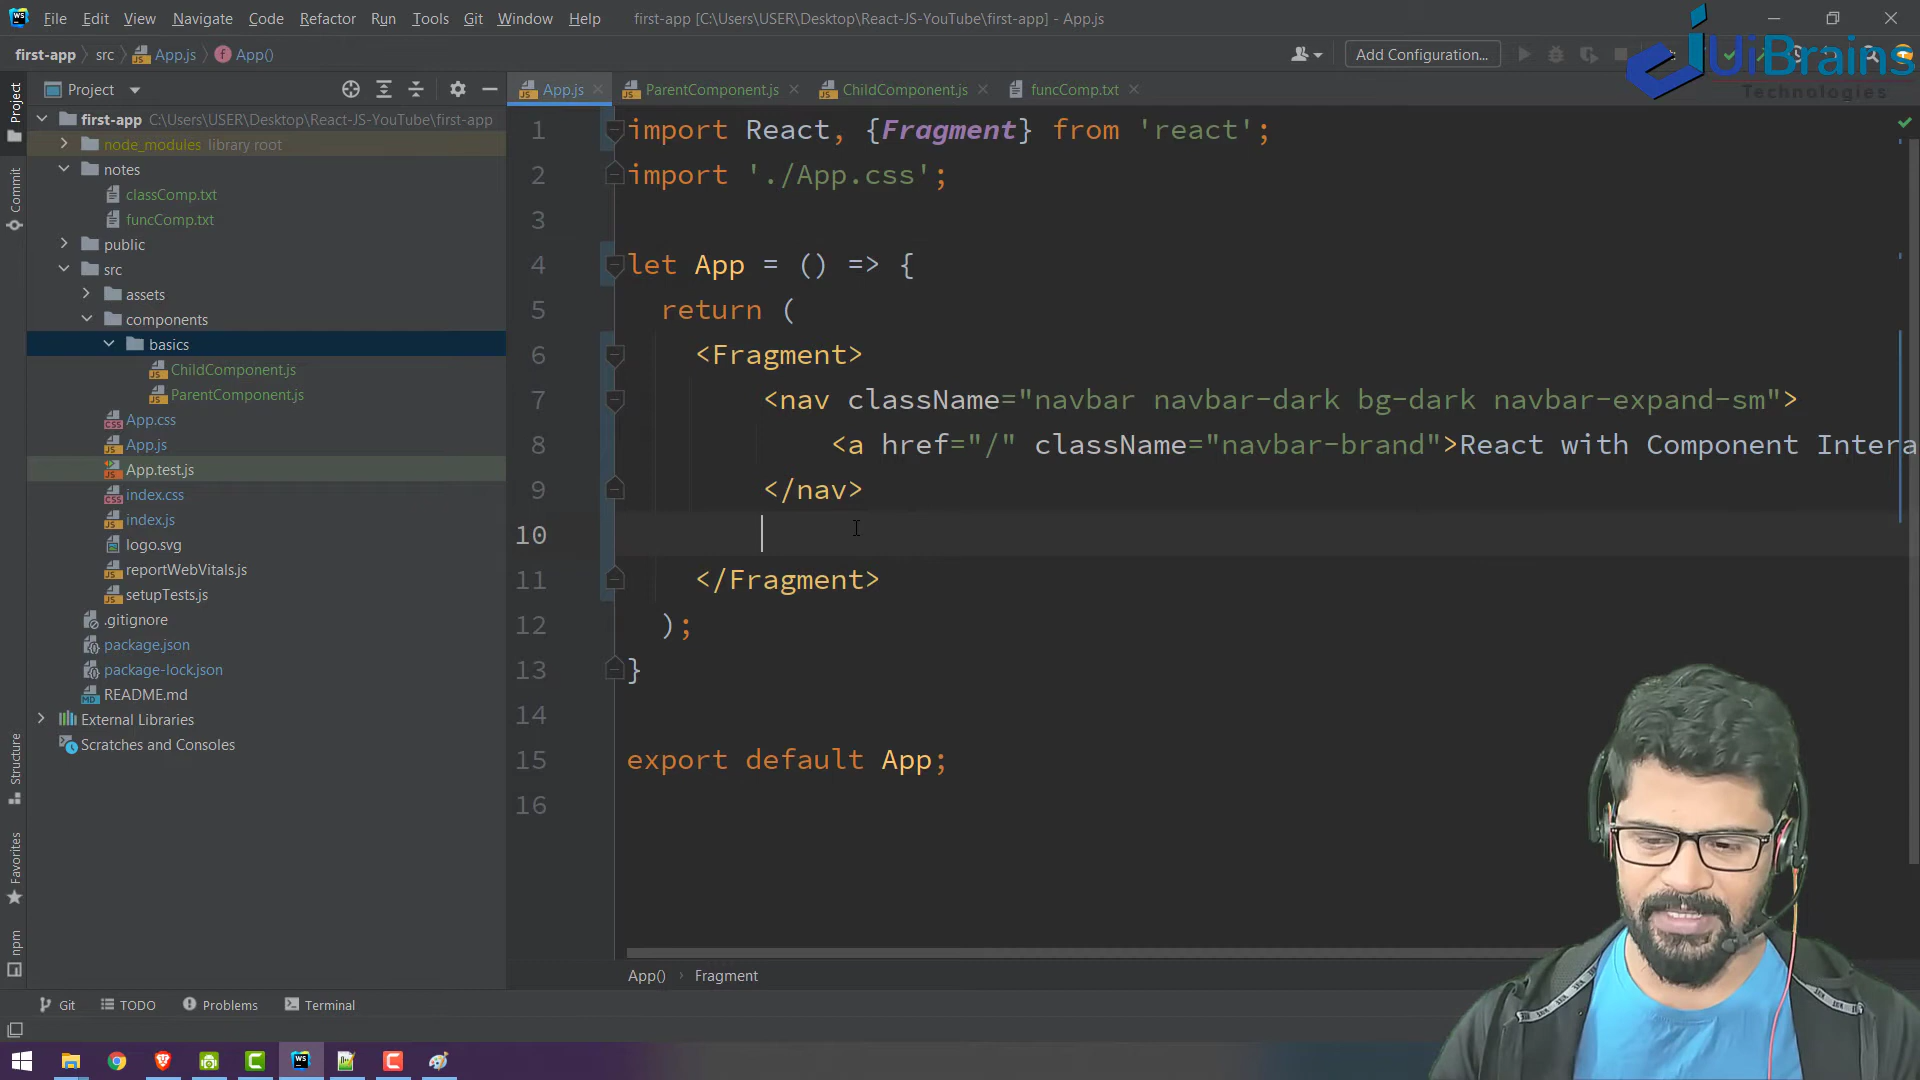 File Edit View Navigate Code Refactor Run Tools Git Window Help first-app [C:\Users\USER\Desktop\React-JS-YouTube\first-app] - App.js
first-app src App.js App() Add Configuration...
UiBrains
Technologies
Project
App.js ParentComponent.js ChildComponent.js funcComp.txt
first-app C:\Users\USER\Desktop\React-JS-YouTube\first-app
node_modules library root
notes
classComp.txt
funcComp.txt
public
src
assets
components
basics
ChildComponent.js
ParentComponent.js
App.css
App.js
App.test.js
index.css
index.js
logo.svg
reportWebVitals.js
setupTests.js
.gitignore
package.json
package-lock.json
README.md
External Libraries
Scratches and Consoles
Project
Commit
Structure
Favorites
npm
1 import React, {Fragment} from 'react';
2 import './App.css';
3
4 let App = () => {
5 return (
6 <Fragment>
7 <nav className="navbar navbar-dark bg-dark navbar-expand-sm">
8 <a href="/" className="navbar-brand">React with Component Intera
9 </nav>
10
11 </Fragment>
12 );
13 }
14
15 export default App;
16
App() Fragment
Git TODO Problems Terminal